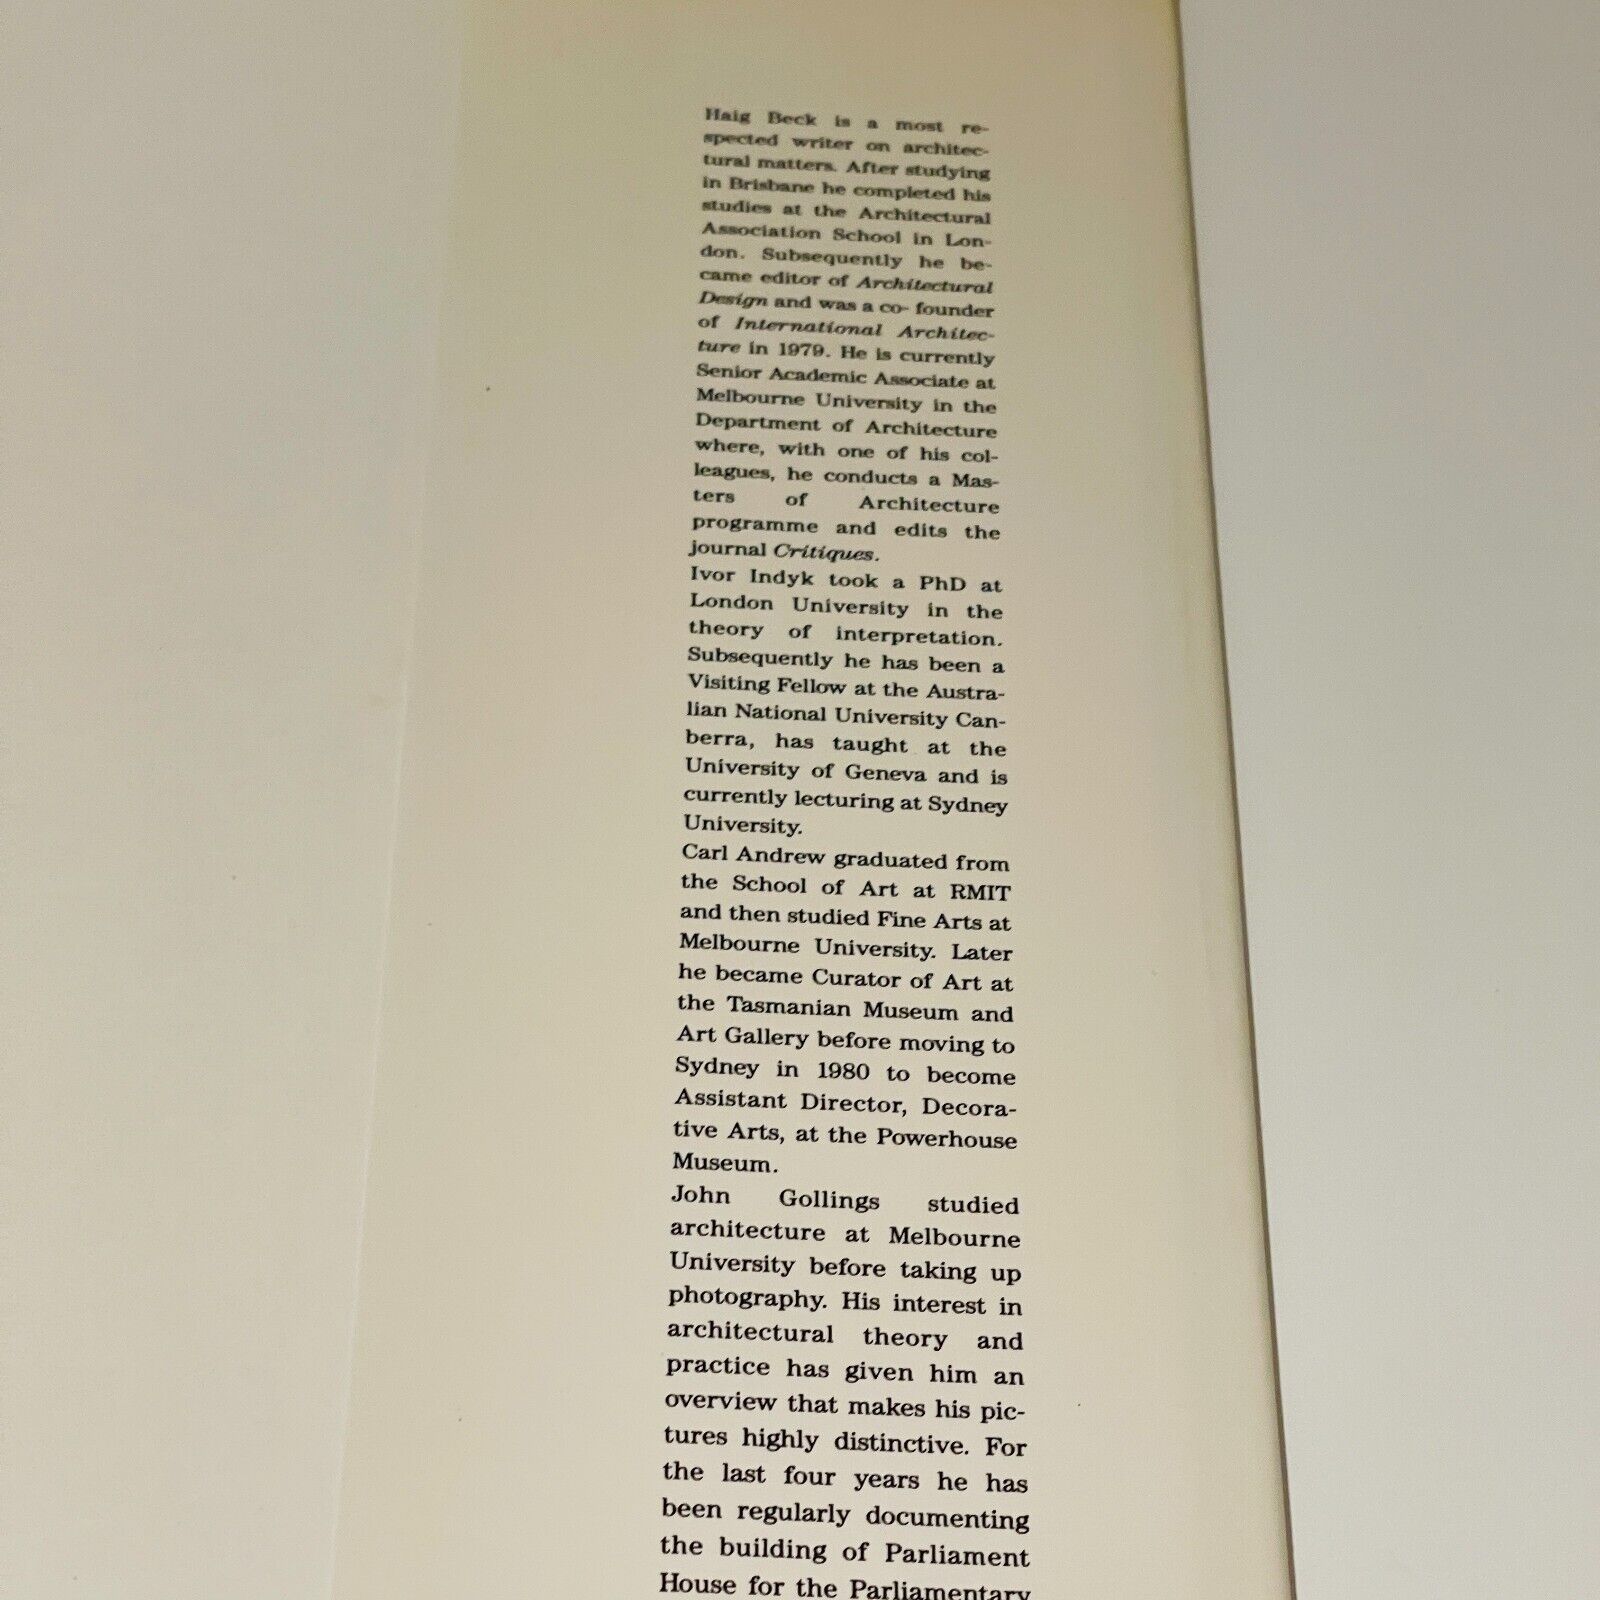 Haig Beck is a most re-
spected writer on architec-
tural matters. After studying
in Brisbane he completed his
studies at the Architectural
Association School in Lon-
don. Subsequently he be-
came editor of Architectural
Design and was a co- founder
of International Architec-
ture in 1979. He is currently
Senior Academic Associate at
Melbourne University in the
Department of Architecture
where, with one of his col-
leagues, he conducts a Mas-
ters of Architecture
programme and edits the
journal Critiques.
Ivor Indyk took a PhD at
London University in the
theory of interpretation.
Subsequently he has been a
Visiting Fellow at the Austra-
lian National University Can-
berra, has taught at the
University of Geneva and is
currently lecturing at Sydney
University.
Carl Andrew graduated from
the School of Art at RMIT
and then studied Fine Arts at
Melbourne University. Later
he became Curator of Art at
the Tasmanian Museum and
Art Gallery before moving to
Sydney in 1980 to become
Assistant Director, Decora-
tive Arts, at the Powerhouse
Museum.
John Gollings studied
architecture at Melbourne
University before taking up
photography. His interest in
architectural theory and
practice has given him an
overview that makes his pic-
tures highly distinctive. For
the last four years he has
been regularly documenting
the building of Parliament
House for the Parliamentary